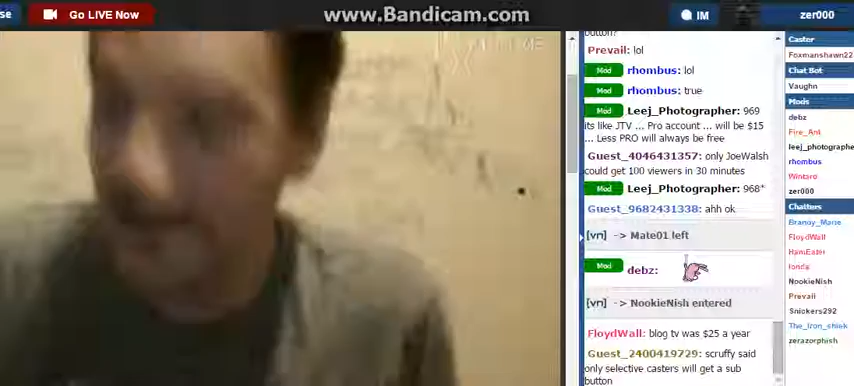 se
Go LIVE Now
www.Bandicam.com
IM
zer000
button?
Prevail: lol
Mod rhombus: lol
Mod rhombus: true
Mod Leej_Photographer: 969
its like JTV ... Pro account ... will be $15
... Less PRO will always be free
Guest_4046431357: only JoeWalsh
could get 100 viewers in 30 minutes
Mod Leej_Photographer: 968*
Guest_9682431338: ahh ok
[vn] -> Mate01 left
Mod debz:
[vn] -> NookieNish entered
FloydWall: blog tv was $25 a year
Guest_2400419729: scruffy said
only selective casters will get a sub
button
Caster
Foxmanshawn22
Chat Bot
Vaughn
Mods
debz
Fire_Ant
leej_photographe
rhombus
Wintaro
zer000
Chatters
Brandy_Marie
FloydWall
HamEater
londa
NookieNish
Prevail
Snickers292
The_Iron_sheik
zerazorphish